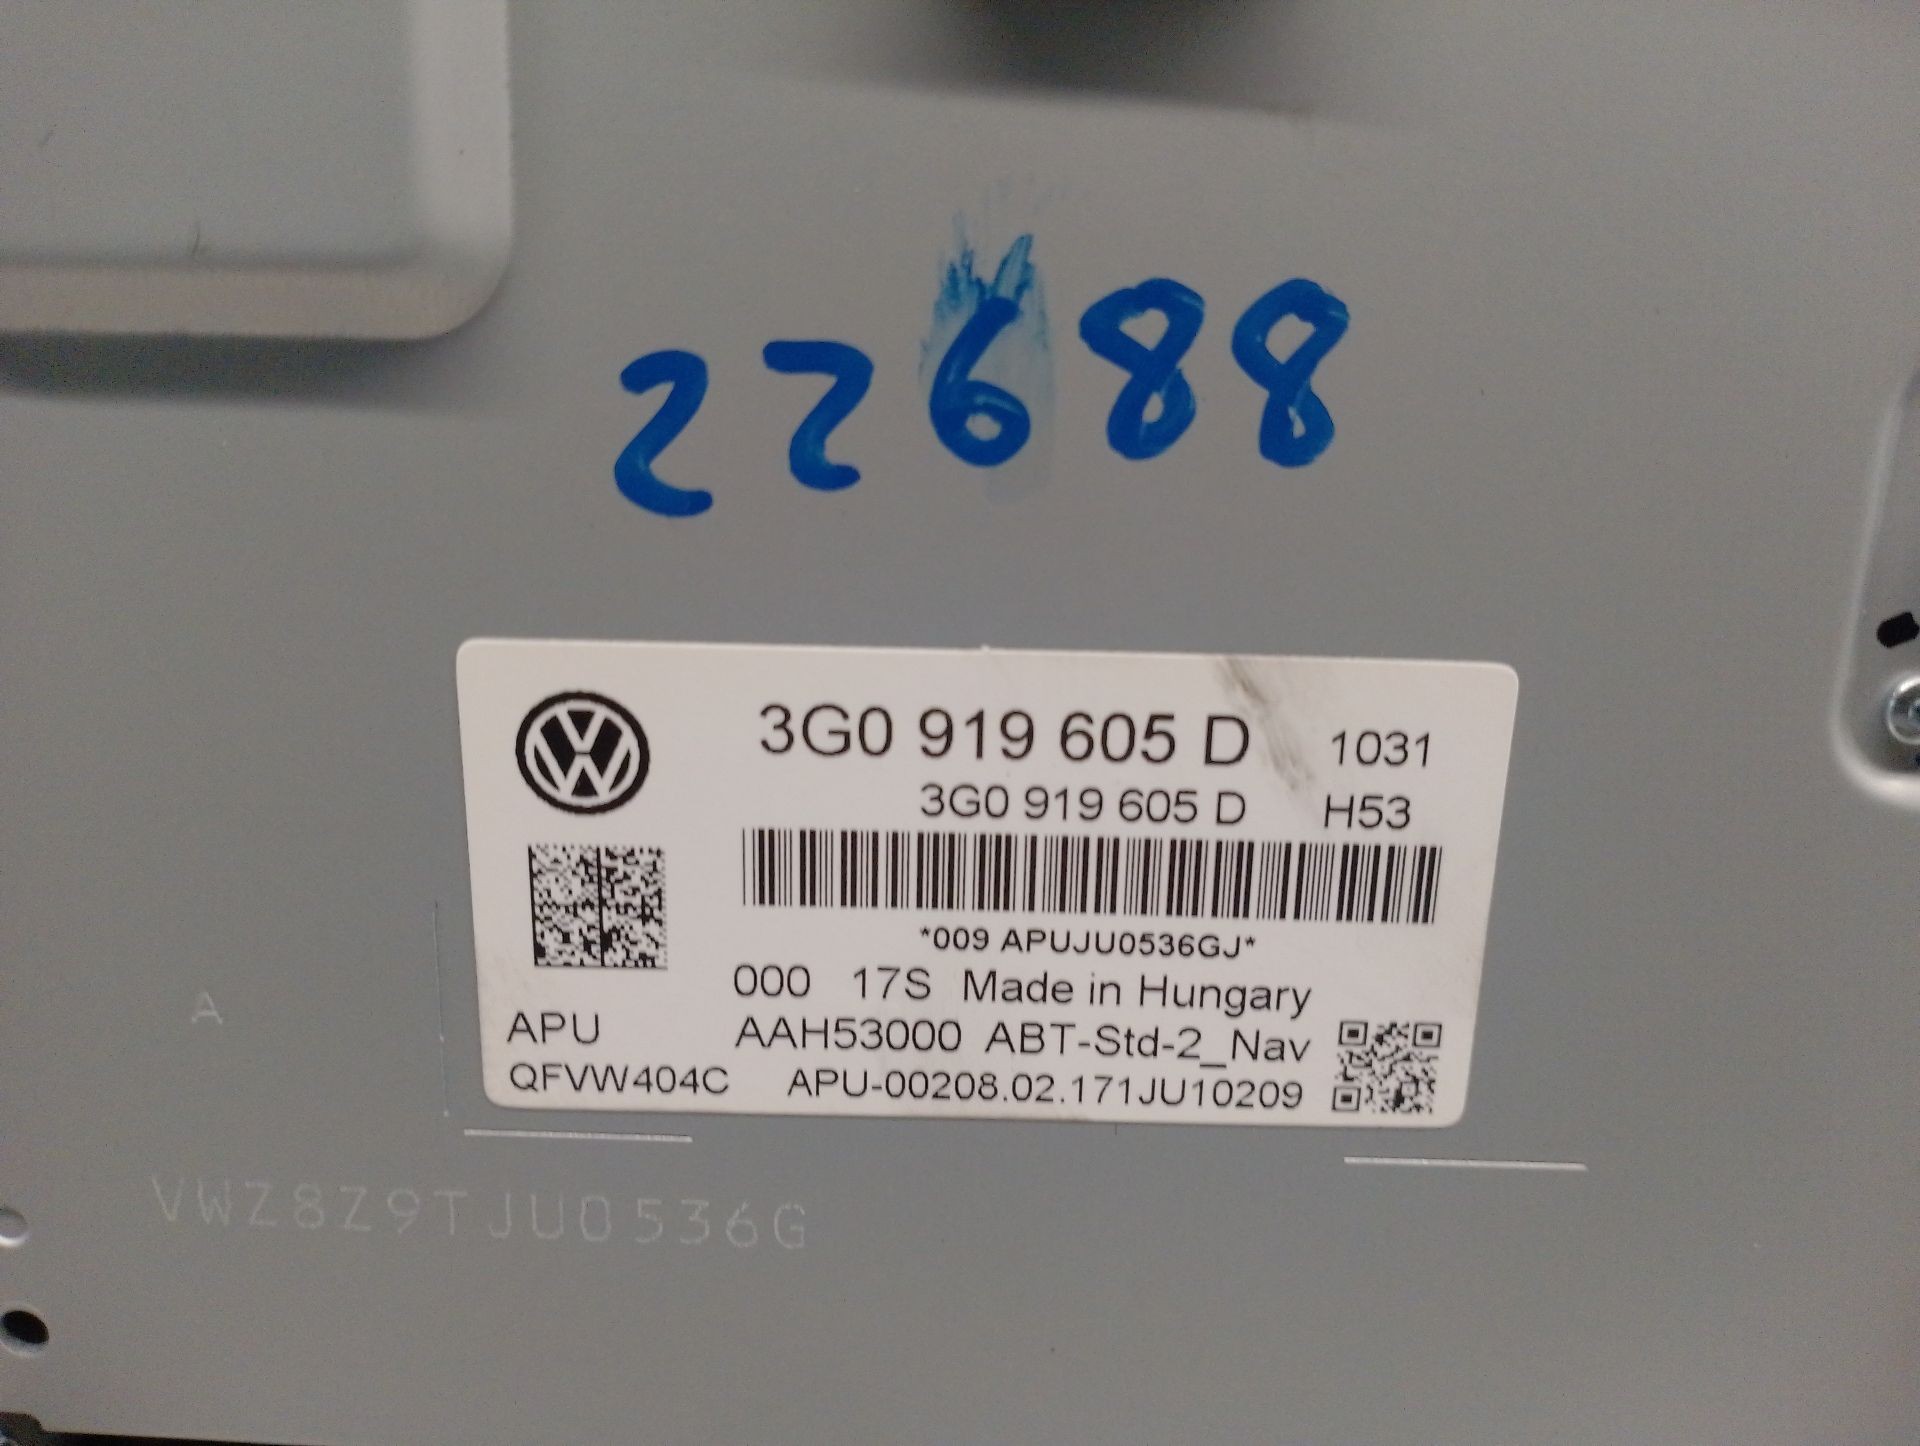 22688
3G0 919 605 D 1031
3G0 919 605 D H53
*009 APUJU0536GJ*
000 17S Made in Hungary
APU AAH53000 ABT-Std-2_Nav
QFVW404C APU-00208.02.171JU10209
A
VWZ8Z9TJU0536G